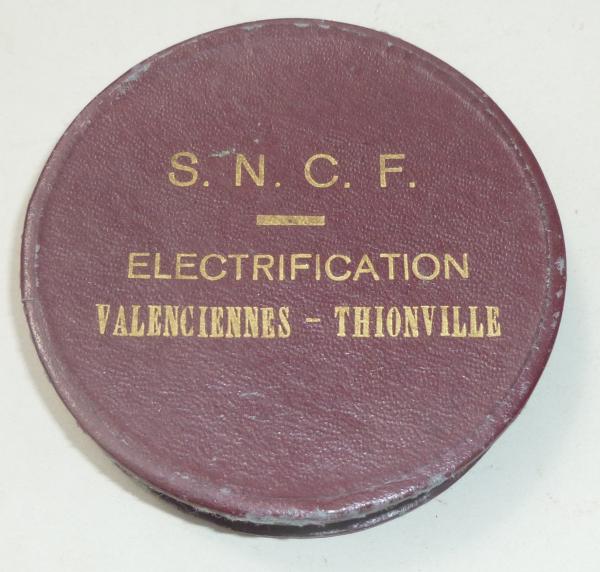 S. N. C. F.
ELECTRIFICATION
VALENCIENNES - THIONVILLE